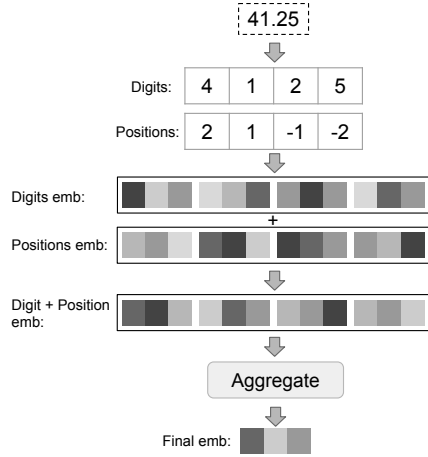 41.25
Digits: 4 1 2 5
Positions: 2 1 -1 -2
Digits emb:
+
Positions emb:
Digit + Position
emb:
Aggregate
Final emb: